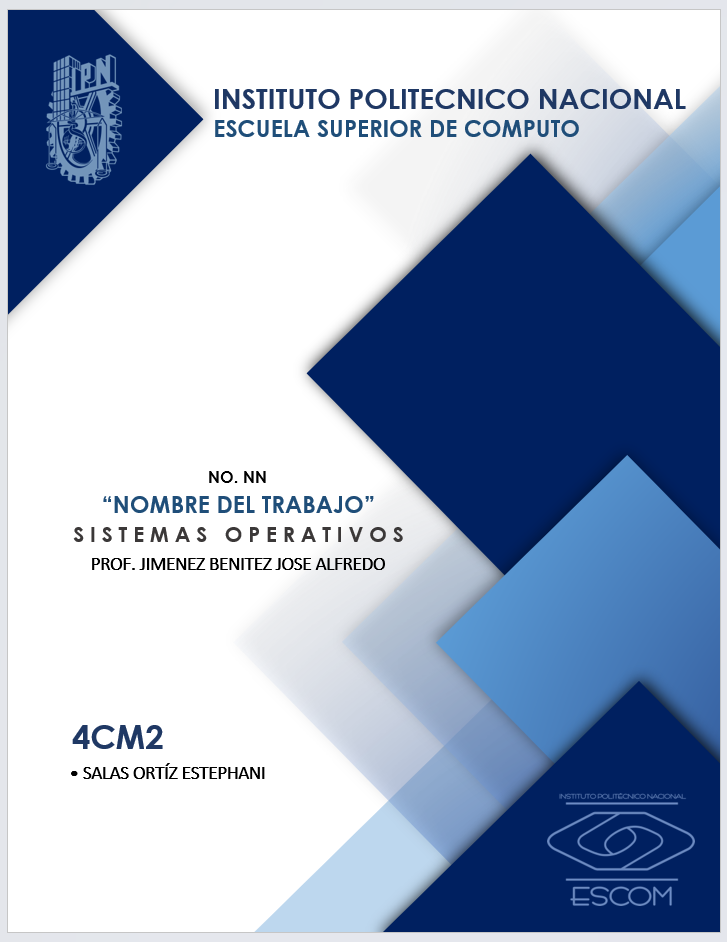 IPN
INSTITUTO POLITECNICO NACIONAL
ESCUELA SUPERIOR DE COMPUTO
NO. NN
“NOMBRE DEL TRABAJO”
SISTEMAS OPERATIVOS
PROF. JIMENEZ BENITEZ JOSE ALFREDO
4CM2
• SALAS ORTÍZ ESTEPHANI
INSTITUTO POLITÉCNICO NACIONAL
ESCOM